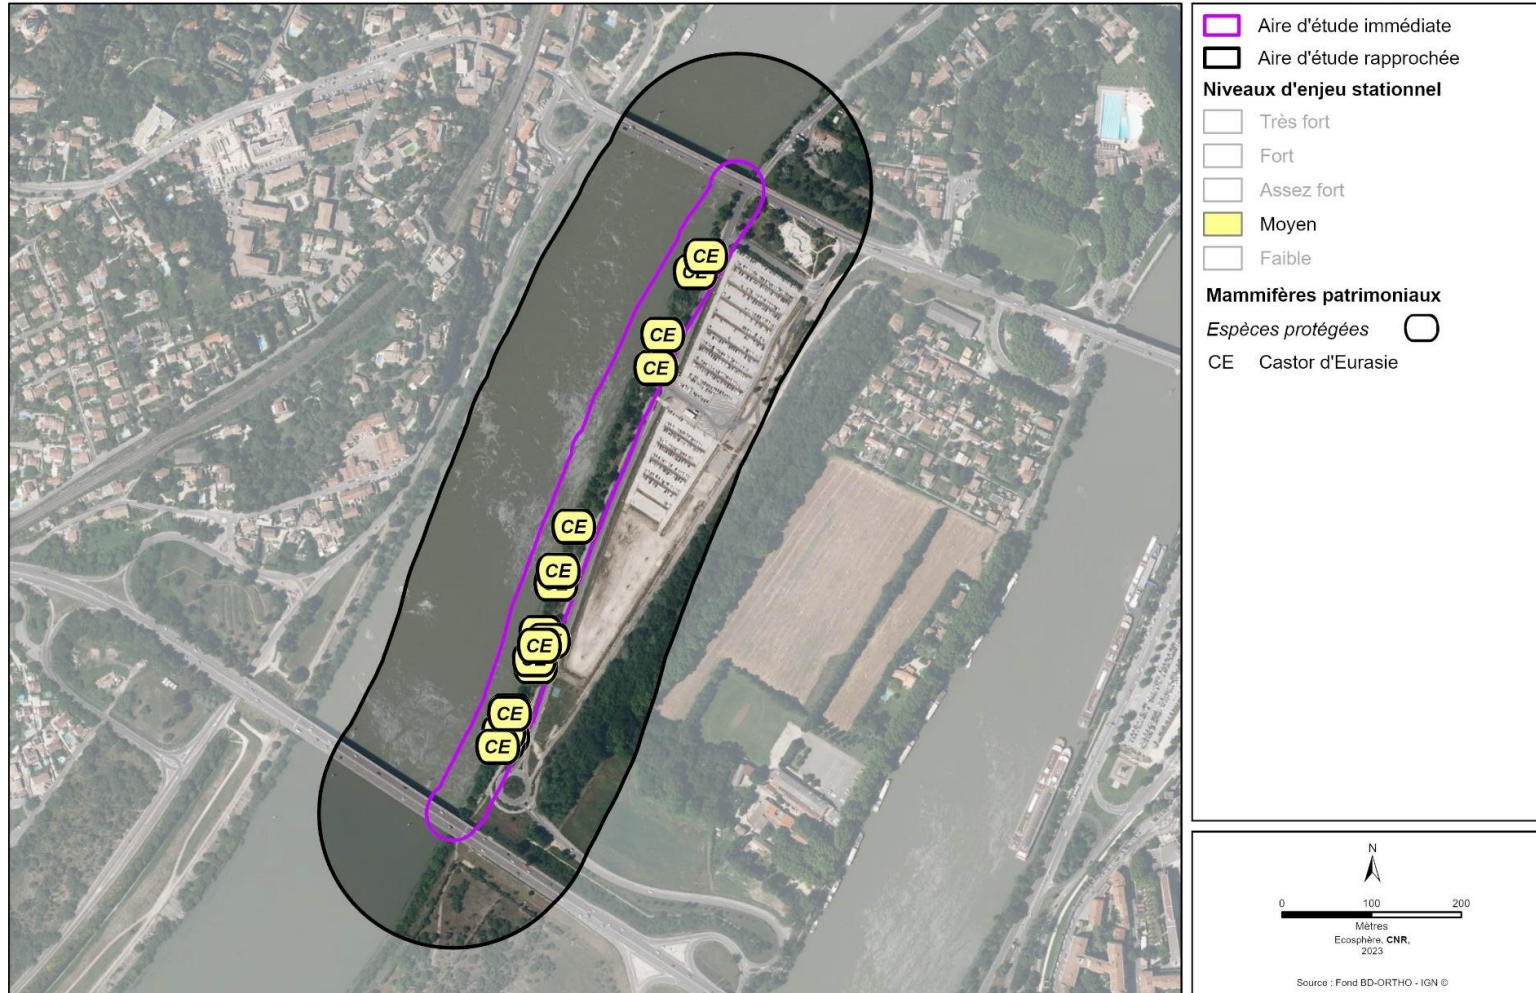 Aire d'étude immédiate
Aire d'étude rapprochée
Niveaux d'enjeu stationnel
Très fort
Fort
Assez fort
Moyen
Faible
Mammifères patrimoniaux
Espèces protégées
CE Castor d'Eurasie
CE
CE
CE
CE
CE
CE
CE
CE
CE
CE
N
0 100 200
Mètres
Ecosphère, CNR,
2023
Source : Fond BD-ORTHO - IGN ©